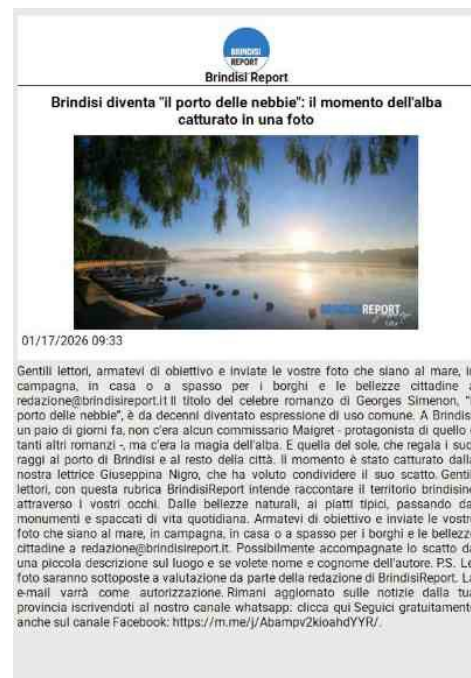 BRINDISI
REPORT
Brindisi Report
Brindisi diventa "il porto delle nebbie": il momento dell'alba
catturato in una foto
BRINDISI REPORT
01/17/2026 09:33
Gentili lettori, armatevi di obiettivo e inviate le vostre foto che siano al mare, in
campagna, in casa o a spasso per i borghi e le bellezze cittadine a
redazione@brindisireport.it Il titolo del celebre romanzo di Georges Simenon, "
porto delle nebbie", è da decenni diventato espressione di uso comune. A Brindisi
un paio di giorni fa, non c'era alcun commissario Maigret - protagonista di quello e
tanti altri romanzi -, ma c'era la magia dell'alba. E quella del sole, che regala i suoi
raggi al porto di Brindisi e al resto della città. Il momento è stato catturato dalla
nostra lettrice Giuseppina Nigro, che ha voluto condividere il suo scatto. Gentili
lettori, con questa rubrica BrindisiReport intende raccontare il territorio brindisino
attraverso i vostri occhi. Dalle bellezze naturali, ai piatti tipici, passando dai
monumenti e spaccati di vita quotidiana. Armatevi di obiettivo e inviate le vostre
foto che siano al mare, in campagna, in casa o a spasso per i borghi e le bellezze
cittadine a redazione@brindisireport.it. Possibilmente accompagnate lo scatto da
una piccola descrizione sul luogo e se volete nome e cognome dell'autore. P.S. Le
foto saranno sottoposte a valutazione da parte della redazione di BrindisiReport. La
e-mail varrà come autorizzazione. Rimani aggiornato sulle notizie dalla tua
provincia iscrivendoti al nostro canale whatsapp: clicca qui Seguici gratuitamente
anche sul canale Facebook: https://m.me/j/Abampv2kioahdYYR/.